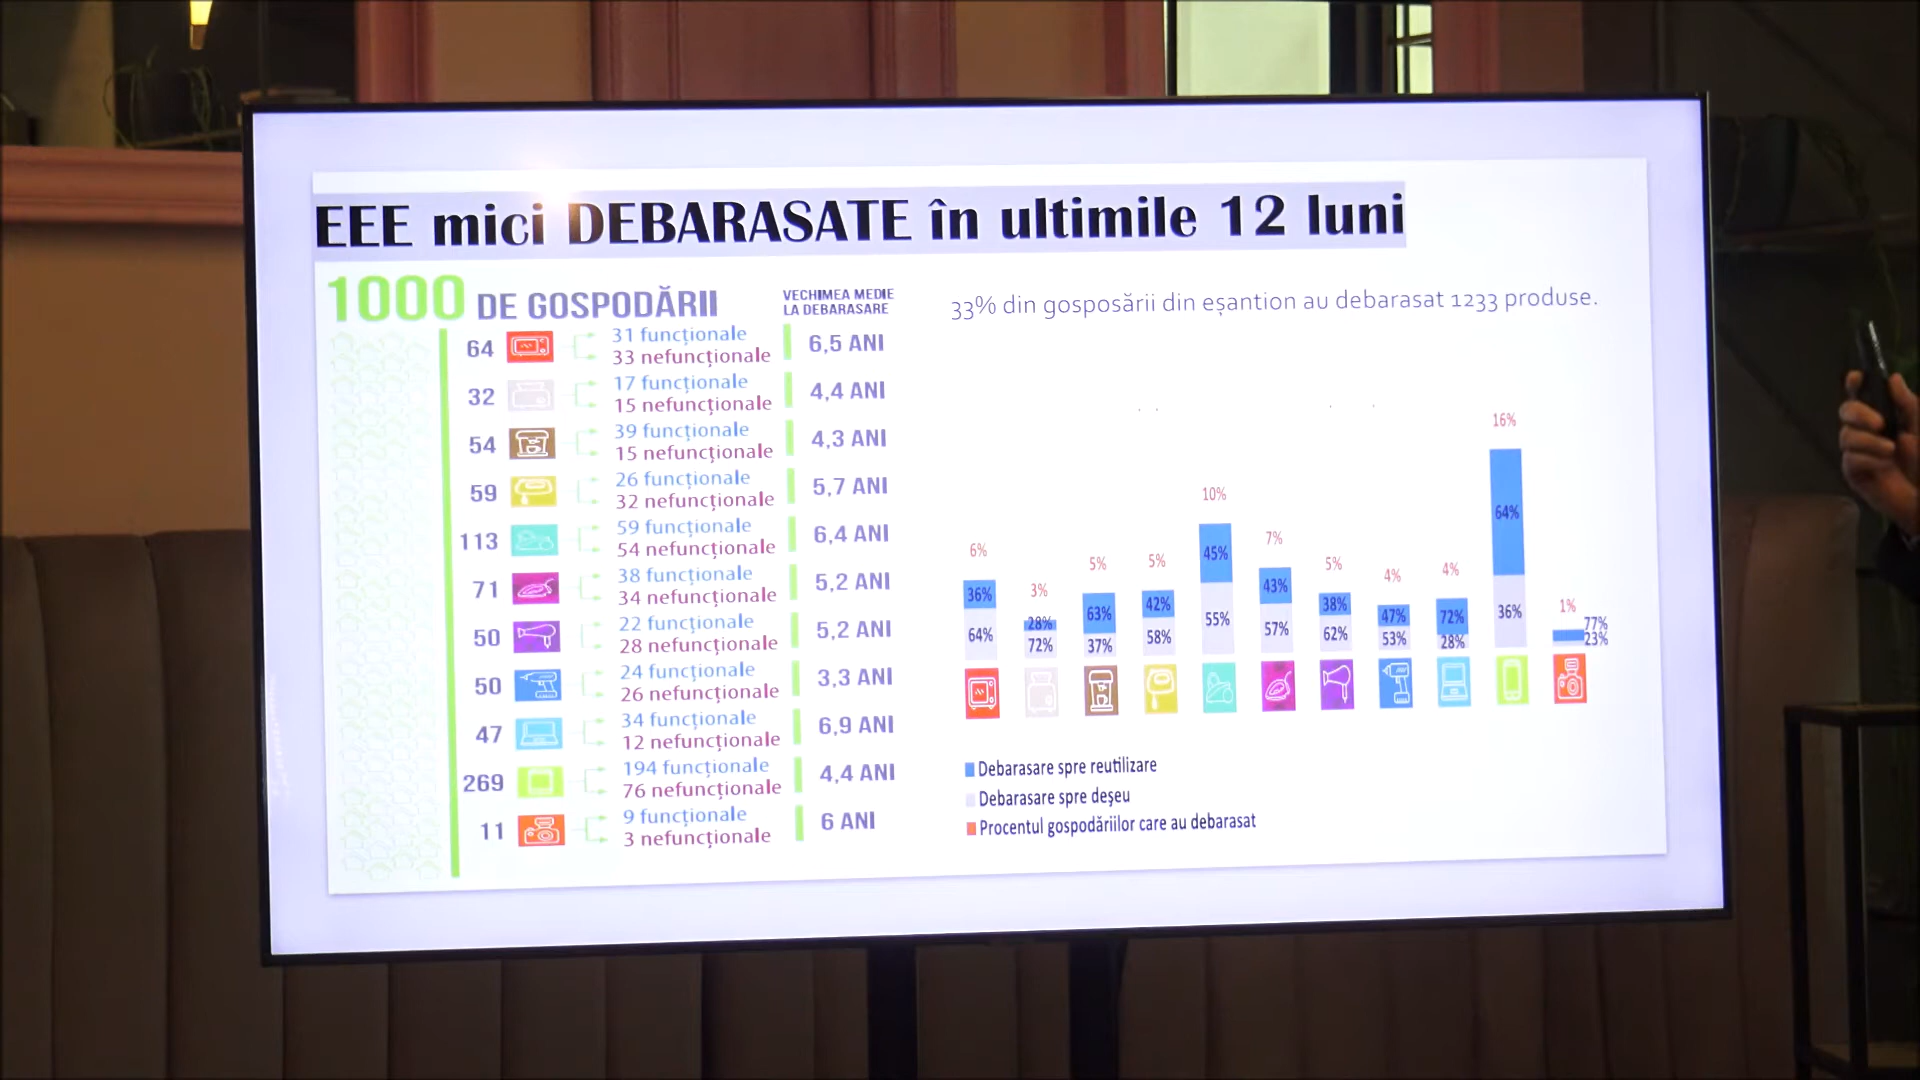 EEE mici DEBARASATE în ultimile 12 luni
1000 DE GOSPODĂRII
VECHIMEA MEDIE
LA DEBARASARE
64
31 funcționale
33 nefuncționale
6,5 ANI
32
17 funcționale
15 nefuncționale
4,4 ANI
54
39 funcționale
15 nefuncționale
4,3 ANI
59
26 funcționale
32 nefuncționale
5,7 ANI
113
59 funcționale
54 nefuncționale
6,4 ANI
71
38 funcționale
34 nefuncționale
5,2 ANI
50
22 funcționale
28 nefuncționale
5,2 ANI
50
24 funcționale
26 nefuncționale
3,3 ANI
47
34 funcționale
12 nefuncționale
6,9 ANI
269
194 funcționale
76 nefuncționale
4,4 ANI
11
9 funcționale
3 nefuncționale
6 ANI
33% din gosposării din eșantion au debarasat 1233 produse.
6%
36%
64%
3%
28%
72%
5%
63%
37%
5%
42%
58%
10%
45%
55%
7%
43%
57%
5%
38%
62%
4%
47%
53%
4%
72%
28%
16%
64%
36%
1%
77%
23%
Debarasare spre reutilizare
Debarasare spre deșeu
Procentul gospodăriilor care au debarasat